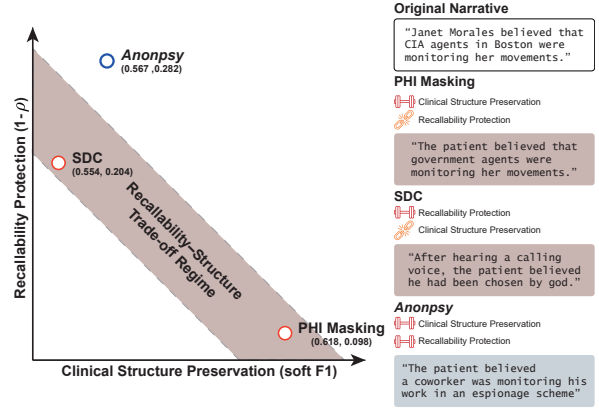 Recallability Protection (1-ρ)
Anonpsy
(0.567 ,0.282)
SDC
(0.554, 0.204)
Recallability–Structure
Trade-off Regime
PHI Masking
(0.618, 0.098)
Clinical Structure Preservation (soft F1)
Original Narrative
“Janet Morales believed that
CIA agents in Boston were
monitoring her movements.”
PHI Masking
Clinical Structure Preservation
Recallability Protection
“The patient believed that
government agents were
monitoring her movements.”
SDC
Recallability Protection
Clinical Structure Preservation
“After hearing a calling
voice, the patient believed
he had been chosen by god.”
Anonpsy
Clinical Structure Preservation
Recallability Protection
“The patient believed
a coworker was monitoring his
work in an espionage scheme”